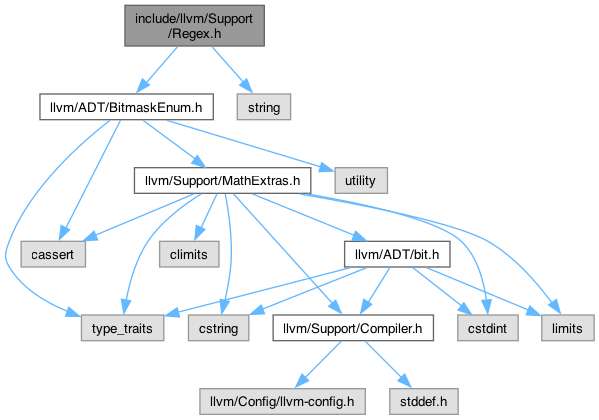 include/llvm/Support
/Regex.h
llvm/ADT/BitmaskEnum.h
string
llvm/Support/MathExtras.h
utility
cassert
climits
llvm/ADT/bit.h
type_traits
cstring
llvm/Support/Compiler.h
cstdint
limits
llvm/Config/llvm-config.h
stddef.h